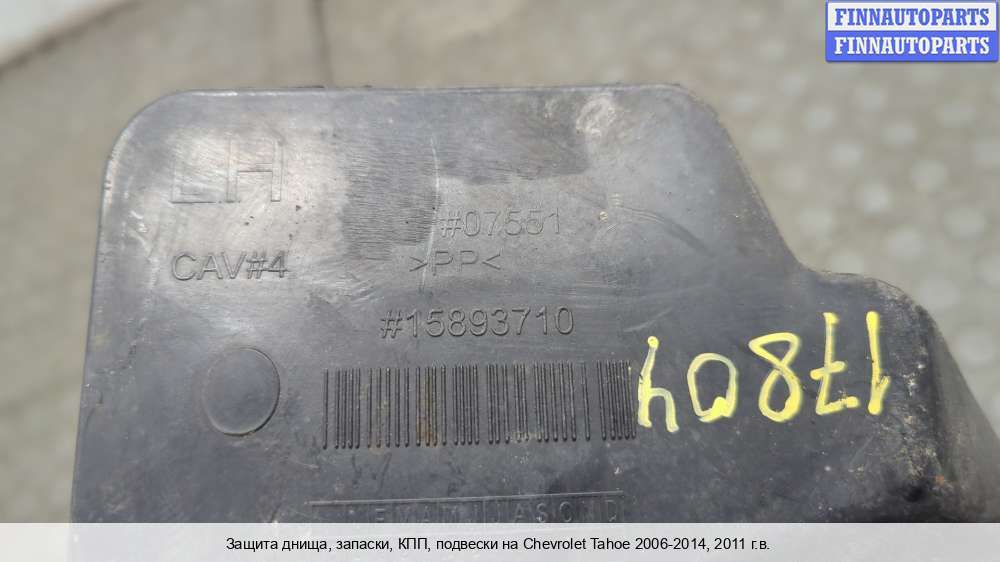 FINNAUTOPARTS
FINNAUTOPARTS
LH
#07551
CAV#4
>PP<
#15893710
17804
J F M A M J J A S O N D
Защита днища, запаски, КПП, подвески на Chevrolet Tahoe 2006-2014, 2011 г.в.